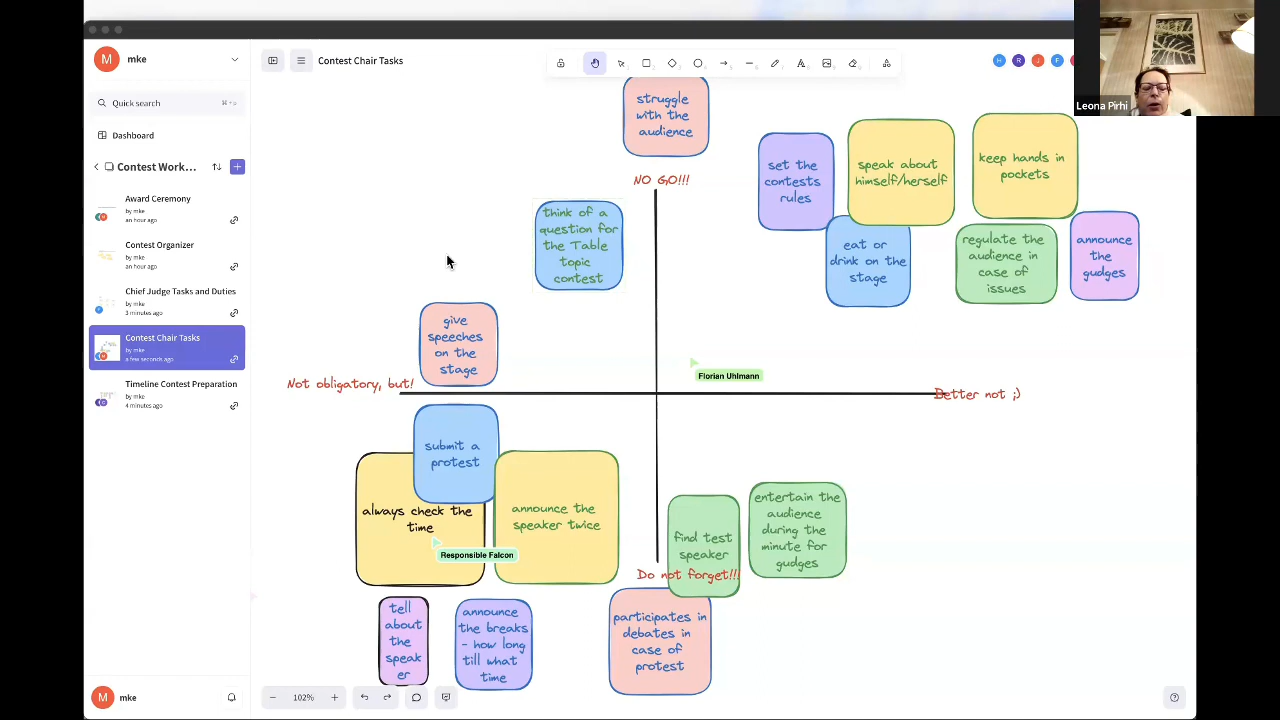 M mke
Quick search
Dashboard
Contest Work...
Award Ceremony
by mke
an hour ago
Contest Organizer
by mke
an hour ago
Chief Judge Tasks and Duties
by mke
3 minutes ago
Contest Chair Tasks
by mke
a few seconds ago
Timeline Contest Preparation
by mke
4 minutes ago
M mke
Contest Chair Tasks
H R J F
Leona Pirhi
struggle
with the
audience
NO GO!!!
think of a
question for
the Table
topic
contest
set the
contests
rules
speak about
himself/herself
keep hands in
pockets
eat or
drink on the
stage
regulate the
audience in
case of
issues
announce
the
gudges
give
speeches
on the
stage
Florian Uhlmann
Not obligatory, but!
Better not ;)
submit a
protest
always check the
time
Responsible Falcon
announce the
speaker twice
find test
speaker
entertain the
audience
during the
minute for
gudges
Do not forget!!!
tell
about
the
speak
er
announce
the breaks
- how long
till what
time
participates in
debates in
case of
protest
102%